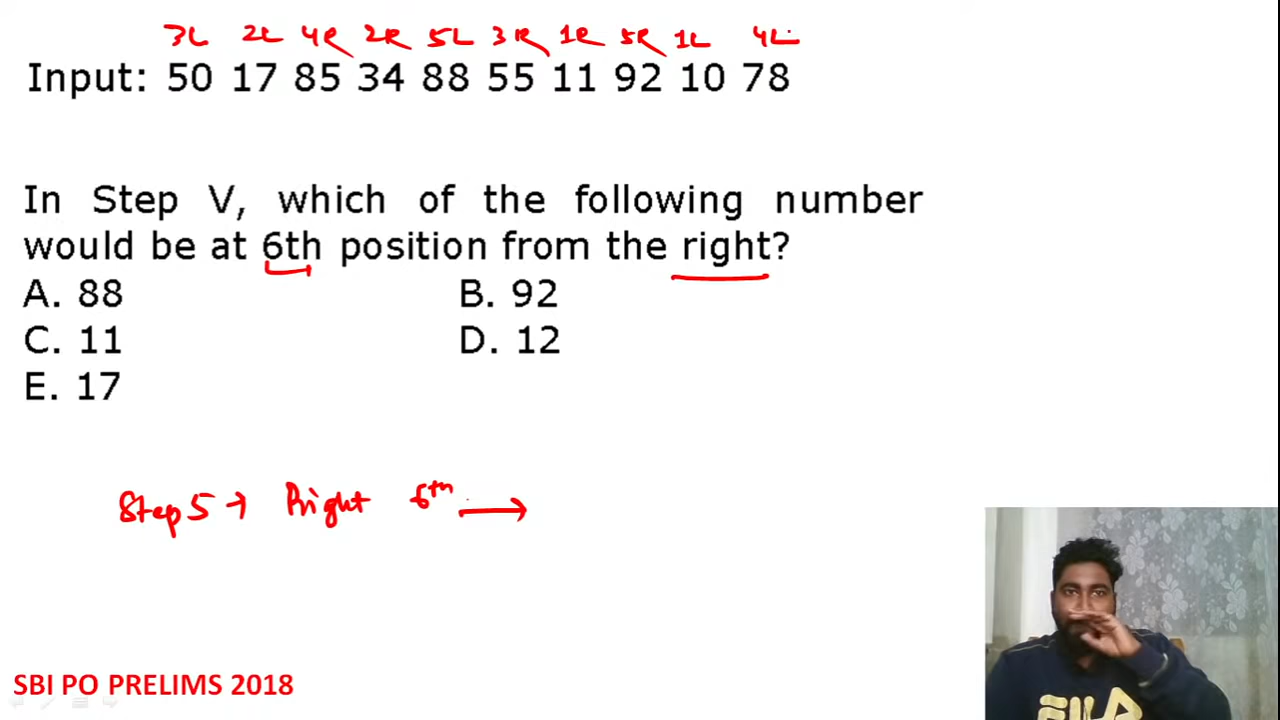 3L 2L 4R 2R 5L 3R 1R 5R 1L 4L
Input: 50 17 85 34 88 55 11 92 10 78
In Step V, which of the following number
would be at 6th position from the right?
A. 88 B. 92
C. 11 D. 12
E. 17
Step 5 → Right 6th →
FILA
SBI PO PRELIMS 2018